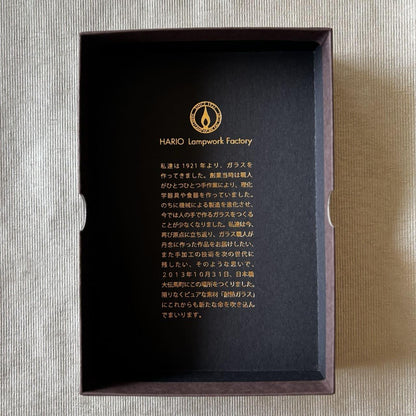 HARIO Lampwork Factory
私達は1921年より、ガラスを
作ってきました。創業当時は職人
がひとつひとつ手作業により、理化
学器具や食器を作っていました。
のちに機械による製造を進化させ、
今では人の手で作るガラスをつくる
ことが少なくなりました。私達は今、
再び原点に立ち返り、ガラス職人が
丹念に作った作品をお届けしたい、
また手加工の技術を次の世代に
残したい、そのような思いで、
2013年10月31日、日本橋
大伝馬町にこの場所をつくりました。
限りなくピュアな素材「耐熱ガラス」
にこれからも新たな命を吹き込ん
でまいります。